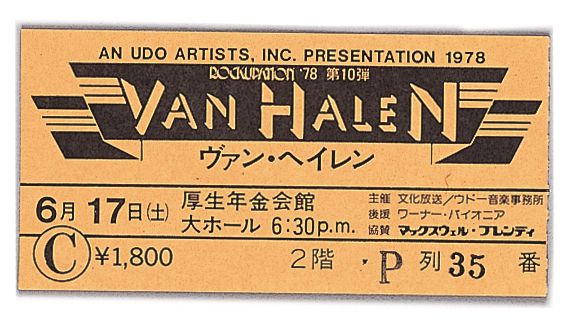 AN UDO ARTISTS, INC. PRESENTATION 1978
ROCKUPATION '78 第10弾
VAN HALEN
ヴァン・ヘイレン
6月17日(土)
厚生年金会館
大ホール 6:30p.m.
主催 文化放送/ウドー音楽事務所
後援 ワーナー・パイオニア
協賛 マックスウェル・ブレンディ
C ¥1,800
2階 P列35番